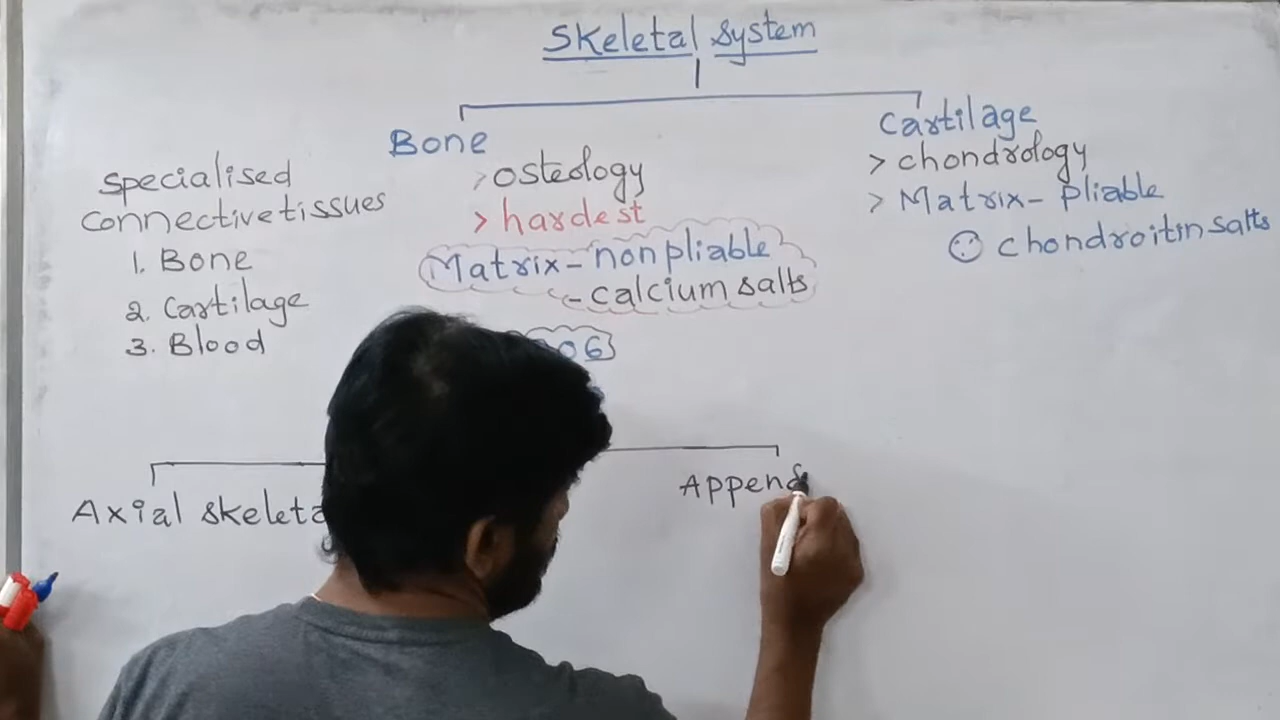 Skeletal System
Bone
> Osteology
> hardest
Matrix - non pliable
- calcium salts
06
Specialised
Connective tissues
1. Bone
2. Cartilage
3. Blood
Cartilage
> chondrology
> Matrix - pliable
chondroitin salts
Axial skeleta
Append